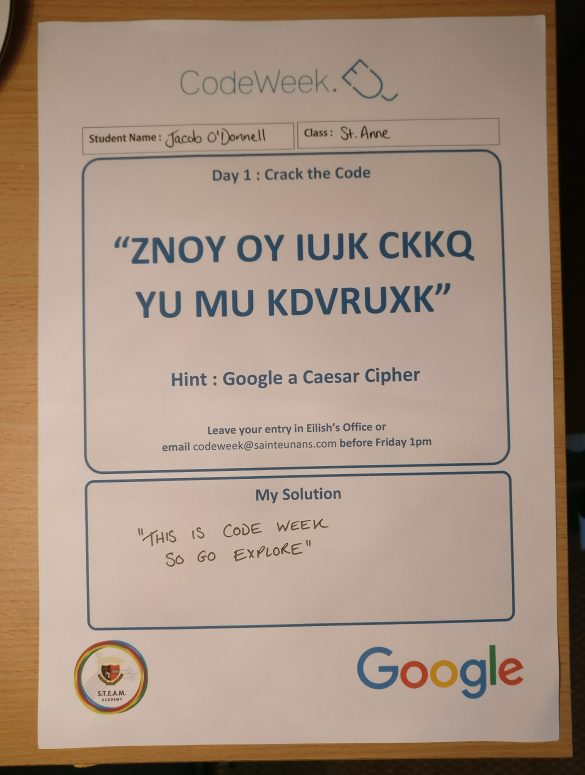 CodeWeek.EU
Student Name : Jacob O'Donnell Class : St. Anne
Day 1 : Crack the Code
“ZNOY OY IUJK CKKQ
YU MU KDVRUXK”
Hint : Google a Caesar Cipher
Leave your entry in Eilish’s Office or
email codeweek@sainteunans.com before Friday 1pm
My Solution
"THIS IS CODE WEEK
SO GO EXPLORE"
S.T.E.A.M.
ACADEMY
Google